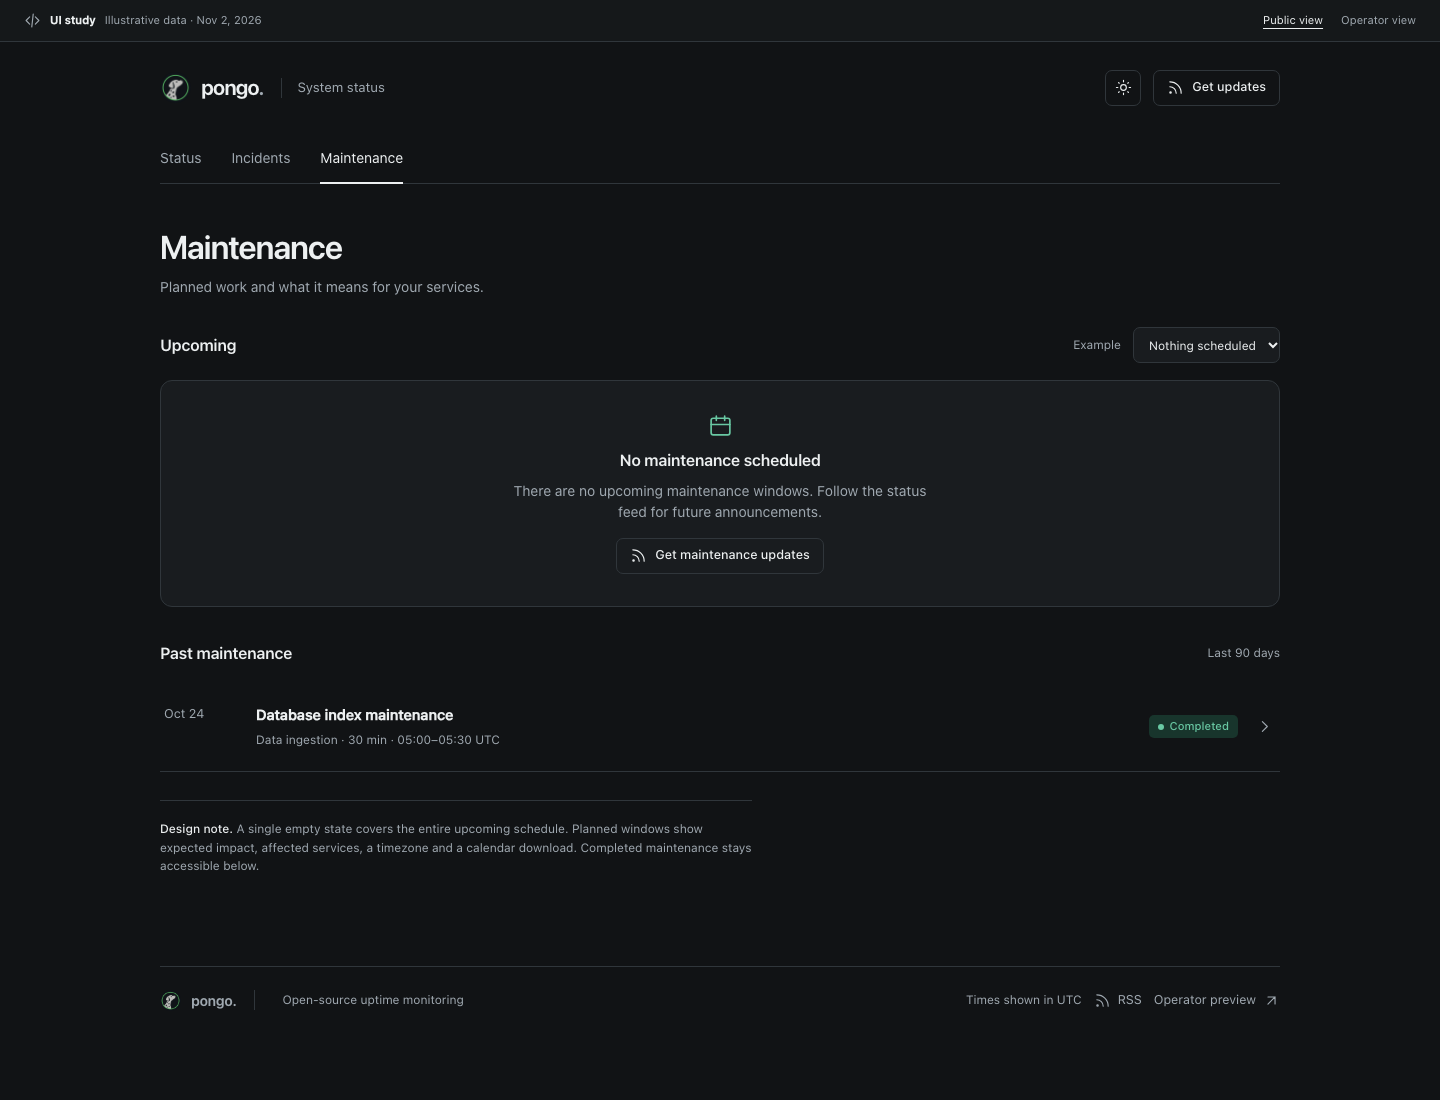 UI study Illustrative data · Nov 2, 2026
Public view Operator view
pongo. System status
Get updates
Status Incidents Maintenance
Maintenance
Planned work and what it means for your services.
Upcoming
Example Nothing scheduled
No maintenance scheduled
There are no upcoming maintenance windows. Follow the status
feed for future announcements.
Get maintenance updates
Past maintenance
Last 90 days
Oct 24
Database index maintenance
Data ingestion · 30 min · 05:00–05:30 UTC
Completed
Design note. A single empty state covers the entire upcoming schedule. Planned windows show
expected impact, affected services, a timezone and a calendar download. Completed maintenance stays
accessible below.
pongo. Open-source uptime monitoring
Times shown in UTC RSS Operator preview